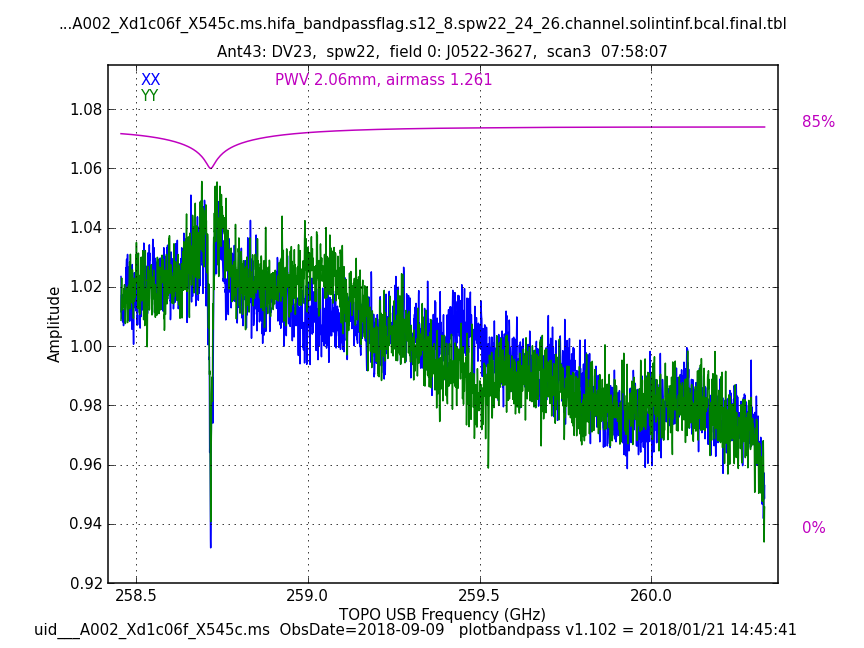 ...A002_Xd1c06f_X545c.ms.hifa_bandpassflag.s12_8.spw22_24_26.channel.solintinf.bcal.final.tbl
Ant43: DV23,  spw22,  field 0: J0522-3627,  scan3  07:58:07
XX
PWV 2.06mm, airmass 1.261
YY
1.08
85%
1.06
1.04
1.02
Amplitude
1.00
0.98
0.96
0.94
0%
0.92
258.5
259.0
259.5
260.0
TOPO USB Frequency (GHz)
uid___A002_Xd1c06f_X545c.ms  ObsDate=2018-09-09   plotbandpass v1.102 = 2018/01/21 14:45:41